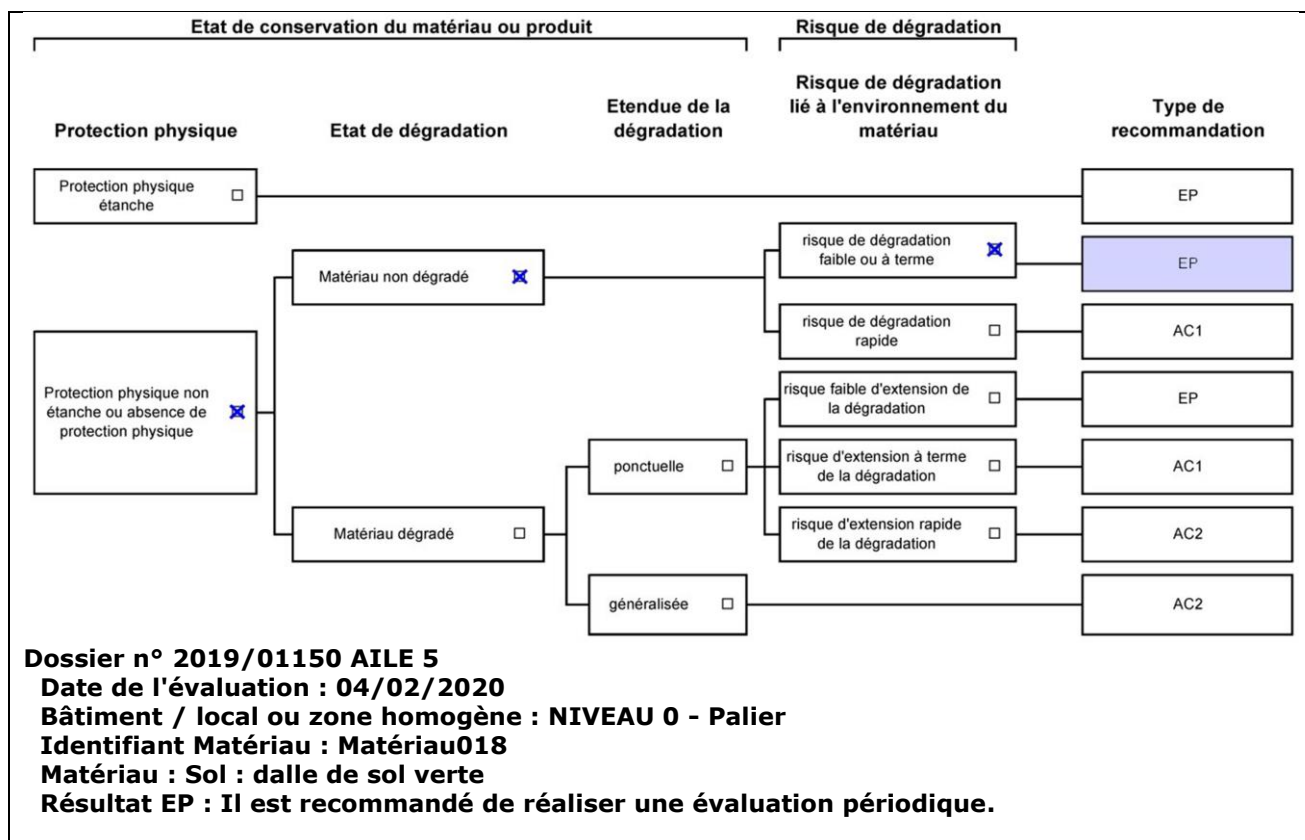 Etat de conservation du matériau ou produit
Risque de dégradation
Protection physique
Etat de dégradation
Etendue de la
dégradation
Risque de dégradation
lié à l'environnement du
matériau
Type de
recommandation
Protection physique
étanche
EP
Matériau non dégradé
risque de dégradation
faible ou à terme
EP
risque de dégradation
rapide
AC1
Protection physique non
étanche ou absence de
protection physique
risque faible d'extension de
la dégradation
EP
ponctuelle
risque d'extension à terme
de la dégradation
AC1
Matériau dégradé
risque d'extension rapide
de la dégradation
AC2
généralisée
AC2
Dossier n° 2019/01150 AILE 5
Date de l'évaluation : 04/02/2020
Bâtiment / local ou zone homogène : NIVEAU 0 - Palier
Identifiant Matériau : Matériau018
Matériau : Sol : dalle de sol verte
Résultat EP : Il est recommandé de réaliser une évaluation périodique.